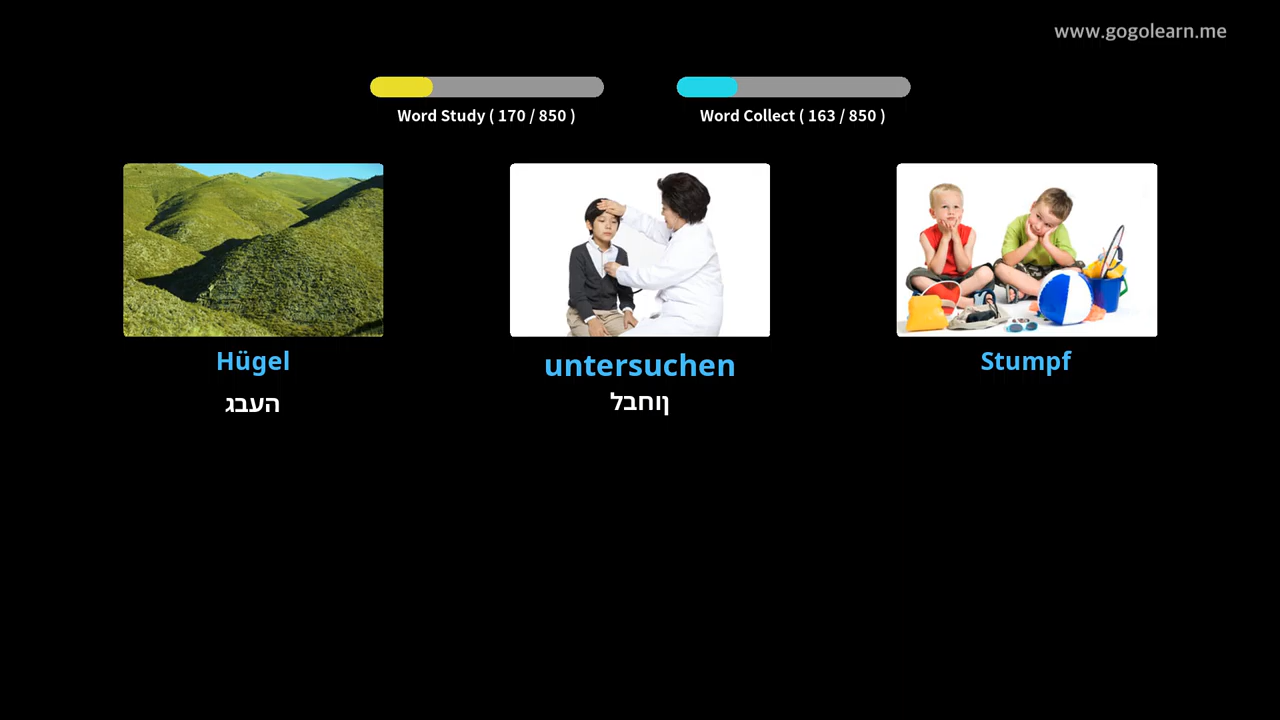 www.gogolearn.me
Word Study ( 170 / 850 )
Word Collect ( 163 / 850 )
Hügel
העבג
untersuchen
ןוחבל
Stumpf